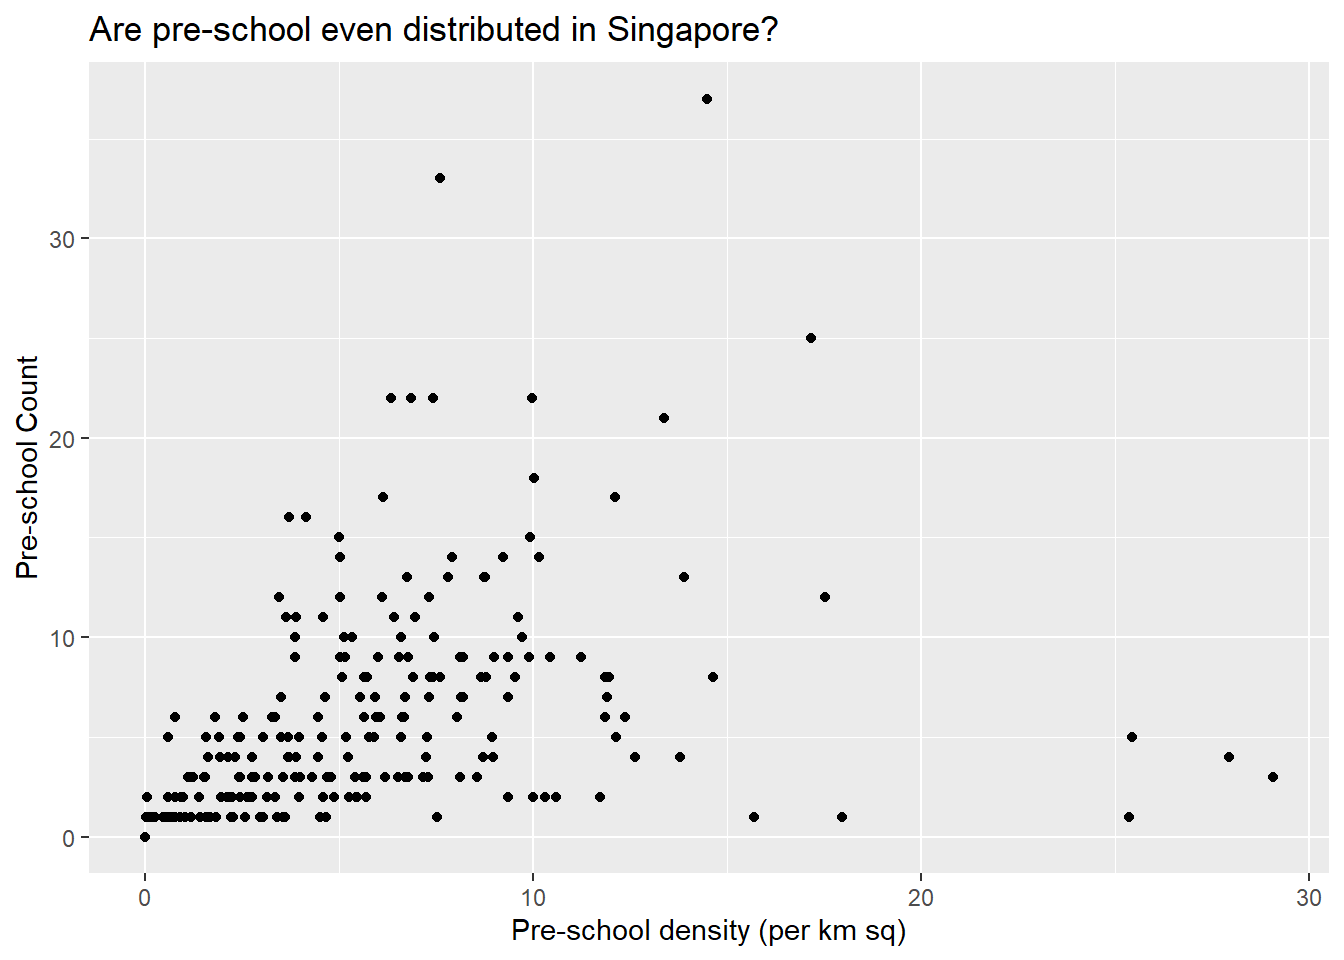 Are pre-school even distributed in Singapore?
Pre-school Count
30
20
10
0
0 10 20 30
Pre-school density (per km sq)